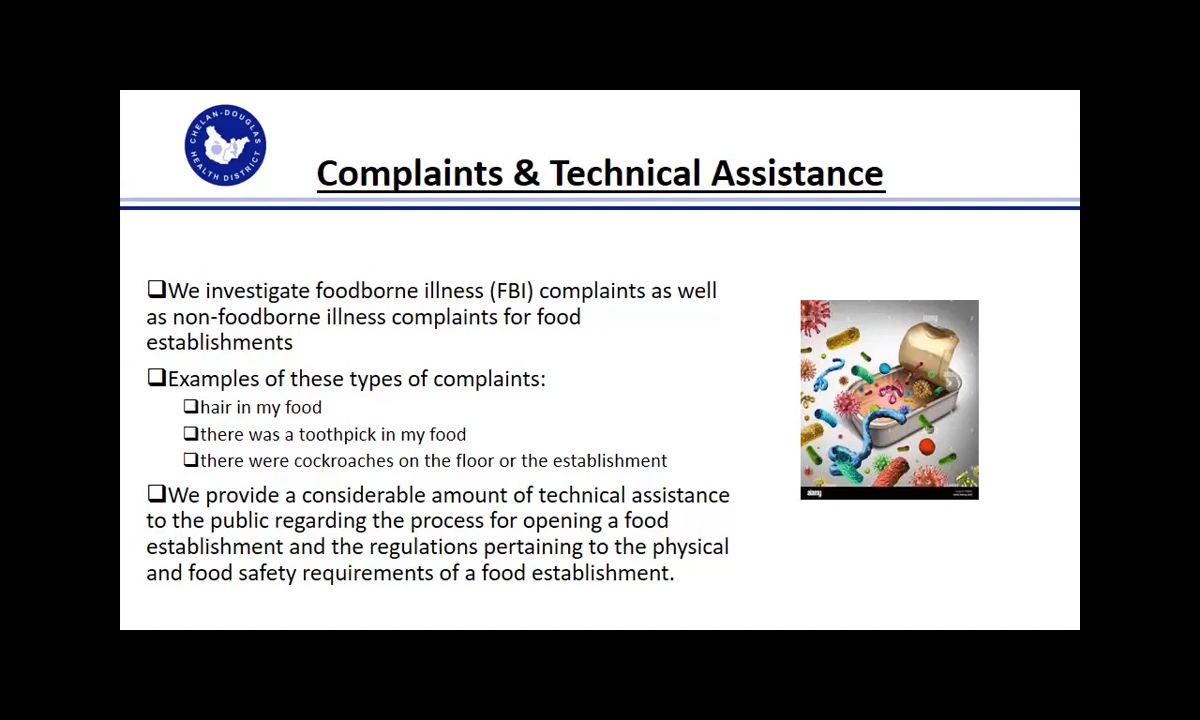 CHELAN-DOUGLAS
HEALTH DISTRICT
Complaints & Technical Assistance
❑We investigate foodborne illness (FBI) complaints as well
as non-foodborne illness complaints for food
establishments
❑Examples of these types of complaints:
❑hair in my food
❑there was a toothpick in my food
❑there were cockroaches on the floor or the establishment
❑We provide a considerable amount of technical assistance
to the public regarding the process for opening a food
establishment and the regulations pertaining to the physical
and food safety requirements of a food establishment.
alamy